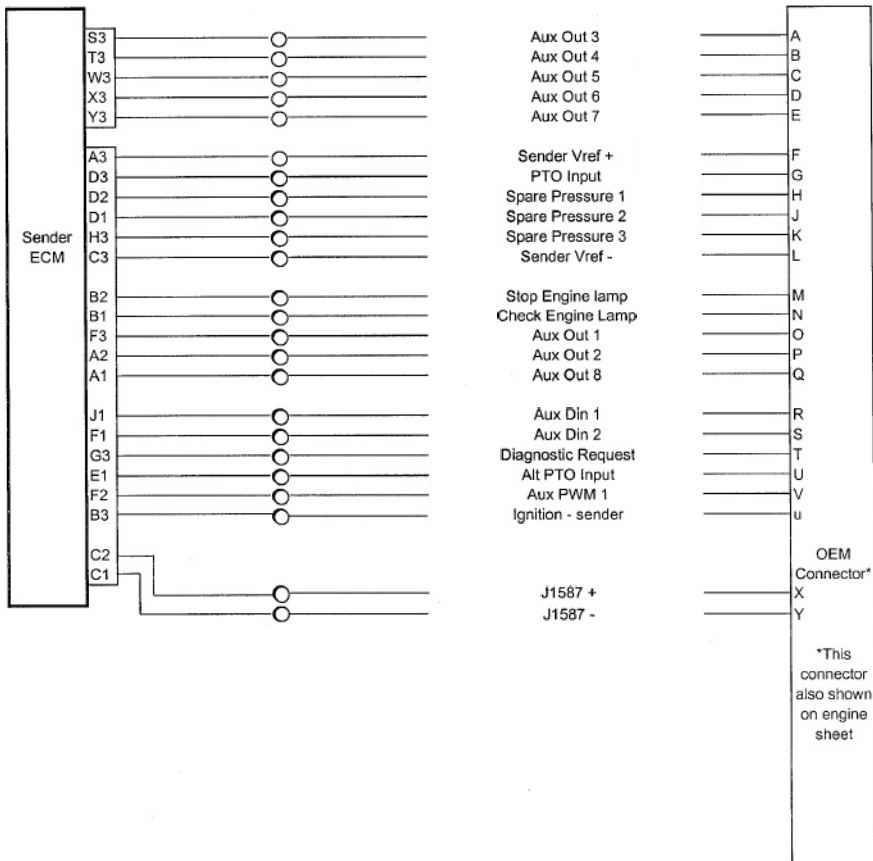 S3 Aux Out 3 A
T3 Aux Out 4 B
W3 Aux Out 5 C
X3 Aux Out 6 D
Y3 Aux Out 7 E
A3 Sender Vref + F
D3 PTO Input G
D2 Spare Pressure 1 H
D1 Spare Pressure 2 J
Sender ECM
H3 Spare Pressure 3 K
C3 Sender Vref - L
B2 Stop Engine lamp M
B1 Check Engine Lamp N
F3 Aux Out 1 O
A2 Aux Out 2 P
A1 Aux Out 8 Q
J1 Aux Din 1 R
F1 Aux Din 2 S
G3 Diagnostic Request T
E1 Alt PTO Input U
F2 Aux PWM 1 V
B3 Ignition - sender u
C2 J1587 + X
C1 J1587 - Y
OEM
Connector*
*This
connector
also shown
on engine
sheet